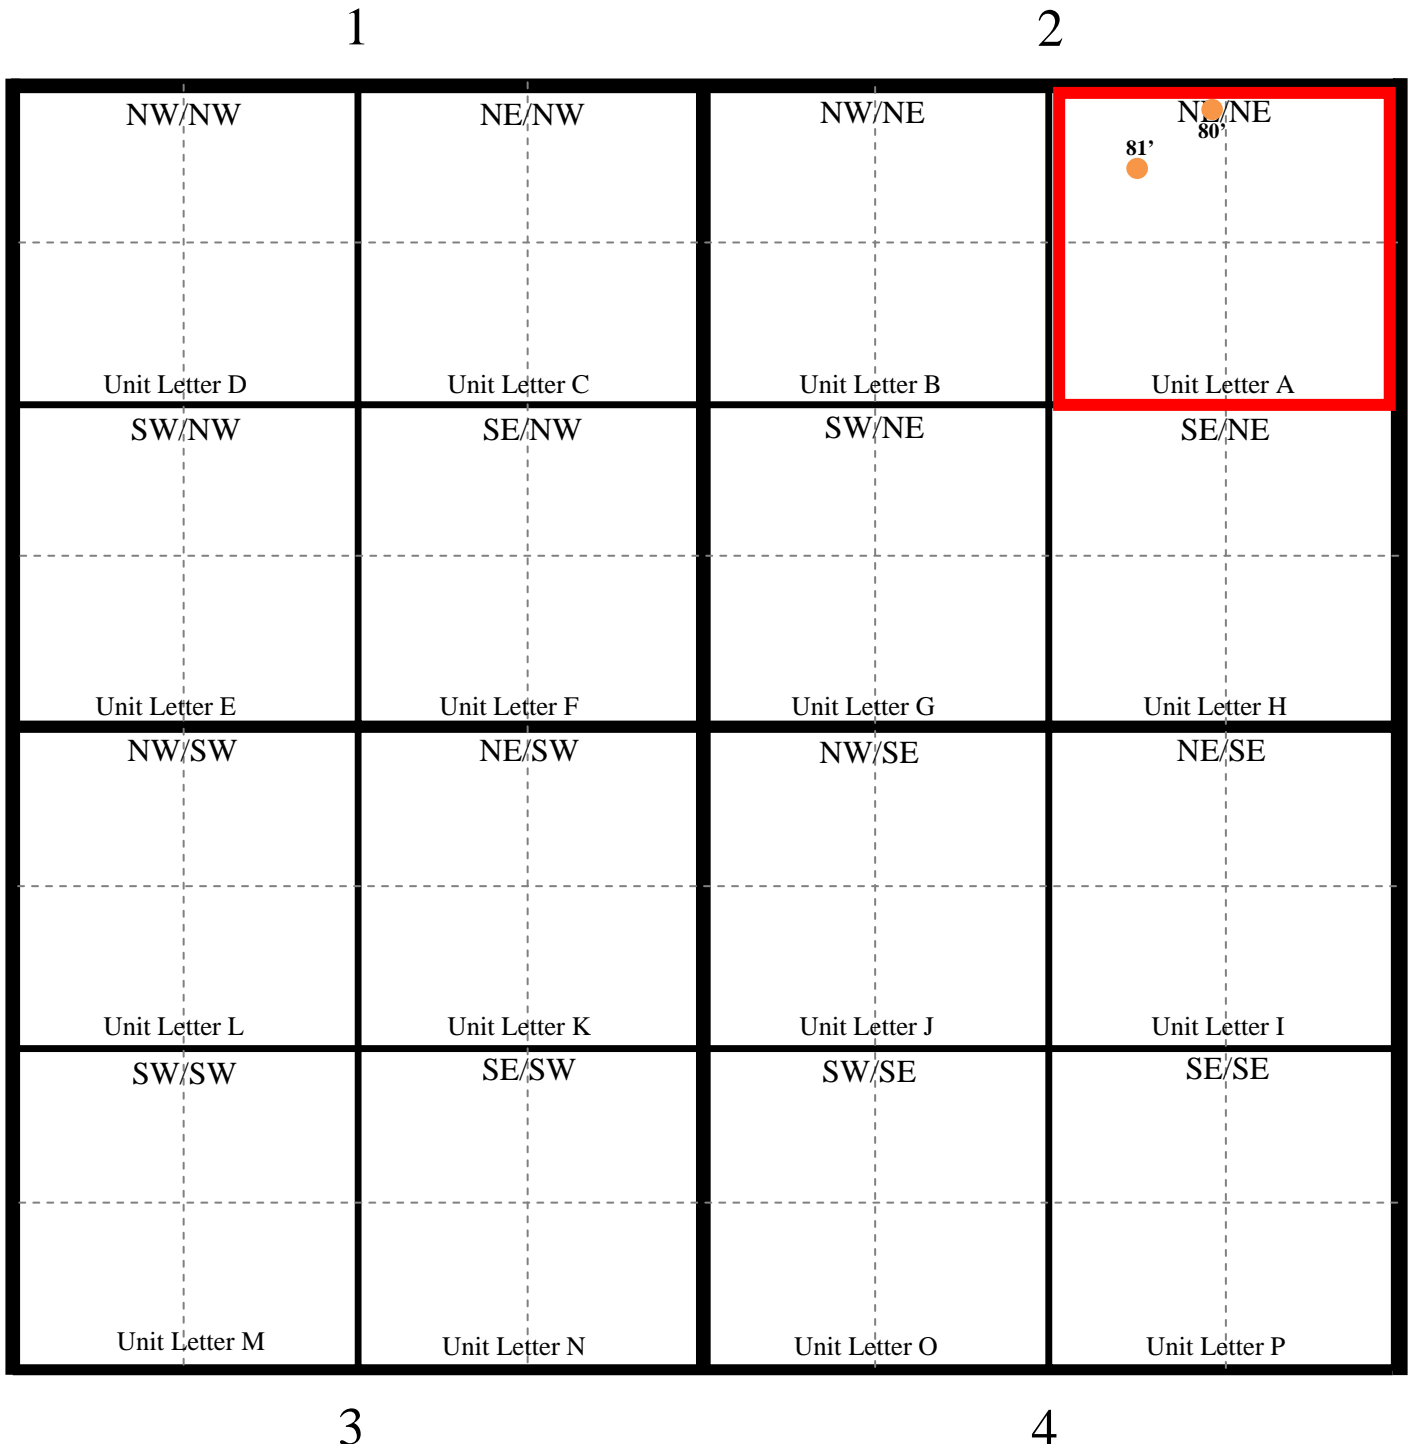 1 2
NW/NW NE/NW NW/NE NE/NE
80’
81’
Unit Letter D Unit Letter C Unit Letter B Unit Letter A
SW/NW SE/NW SW/NE SE/NE
Unit Letter E Unit Letter F Unit Letter G Unit Letter H
NW/SW NE/SW NW/SE NE/SE
Unit Letter L Unit Letter K Unit Letter J Unit Letter I
SW/SW SE/SW SW/SE SE/SE
Unit Letter M Unit Letter N Unit Letter O Unit Letter P
3 4